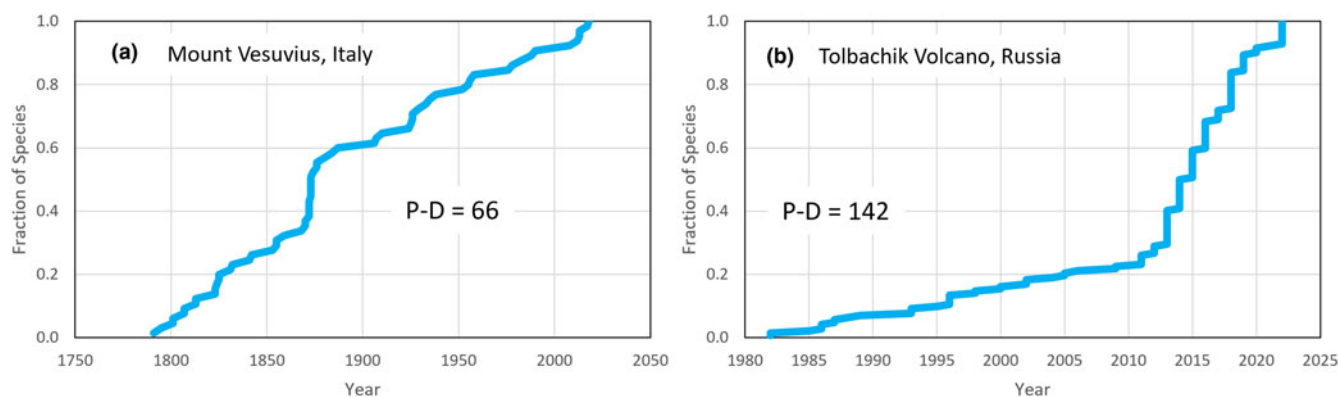 (a) Mount Vesuvius, Italy
P-D = 66
Fraction of Species
1.0
0.8
0.6
0.4
0.2
0.0
1750 1800 1850 1900 1950 2000 2050
Year
(b) Tolbachik Volcano, Russia
P-D = 142
Fraction of Species
1.0
0.8
0.6
0.4
0.2
0.0
1980 1985 1990 1995 2000 2005 2010 2015 2020 2025
Year